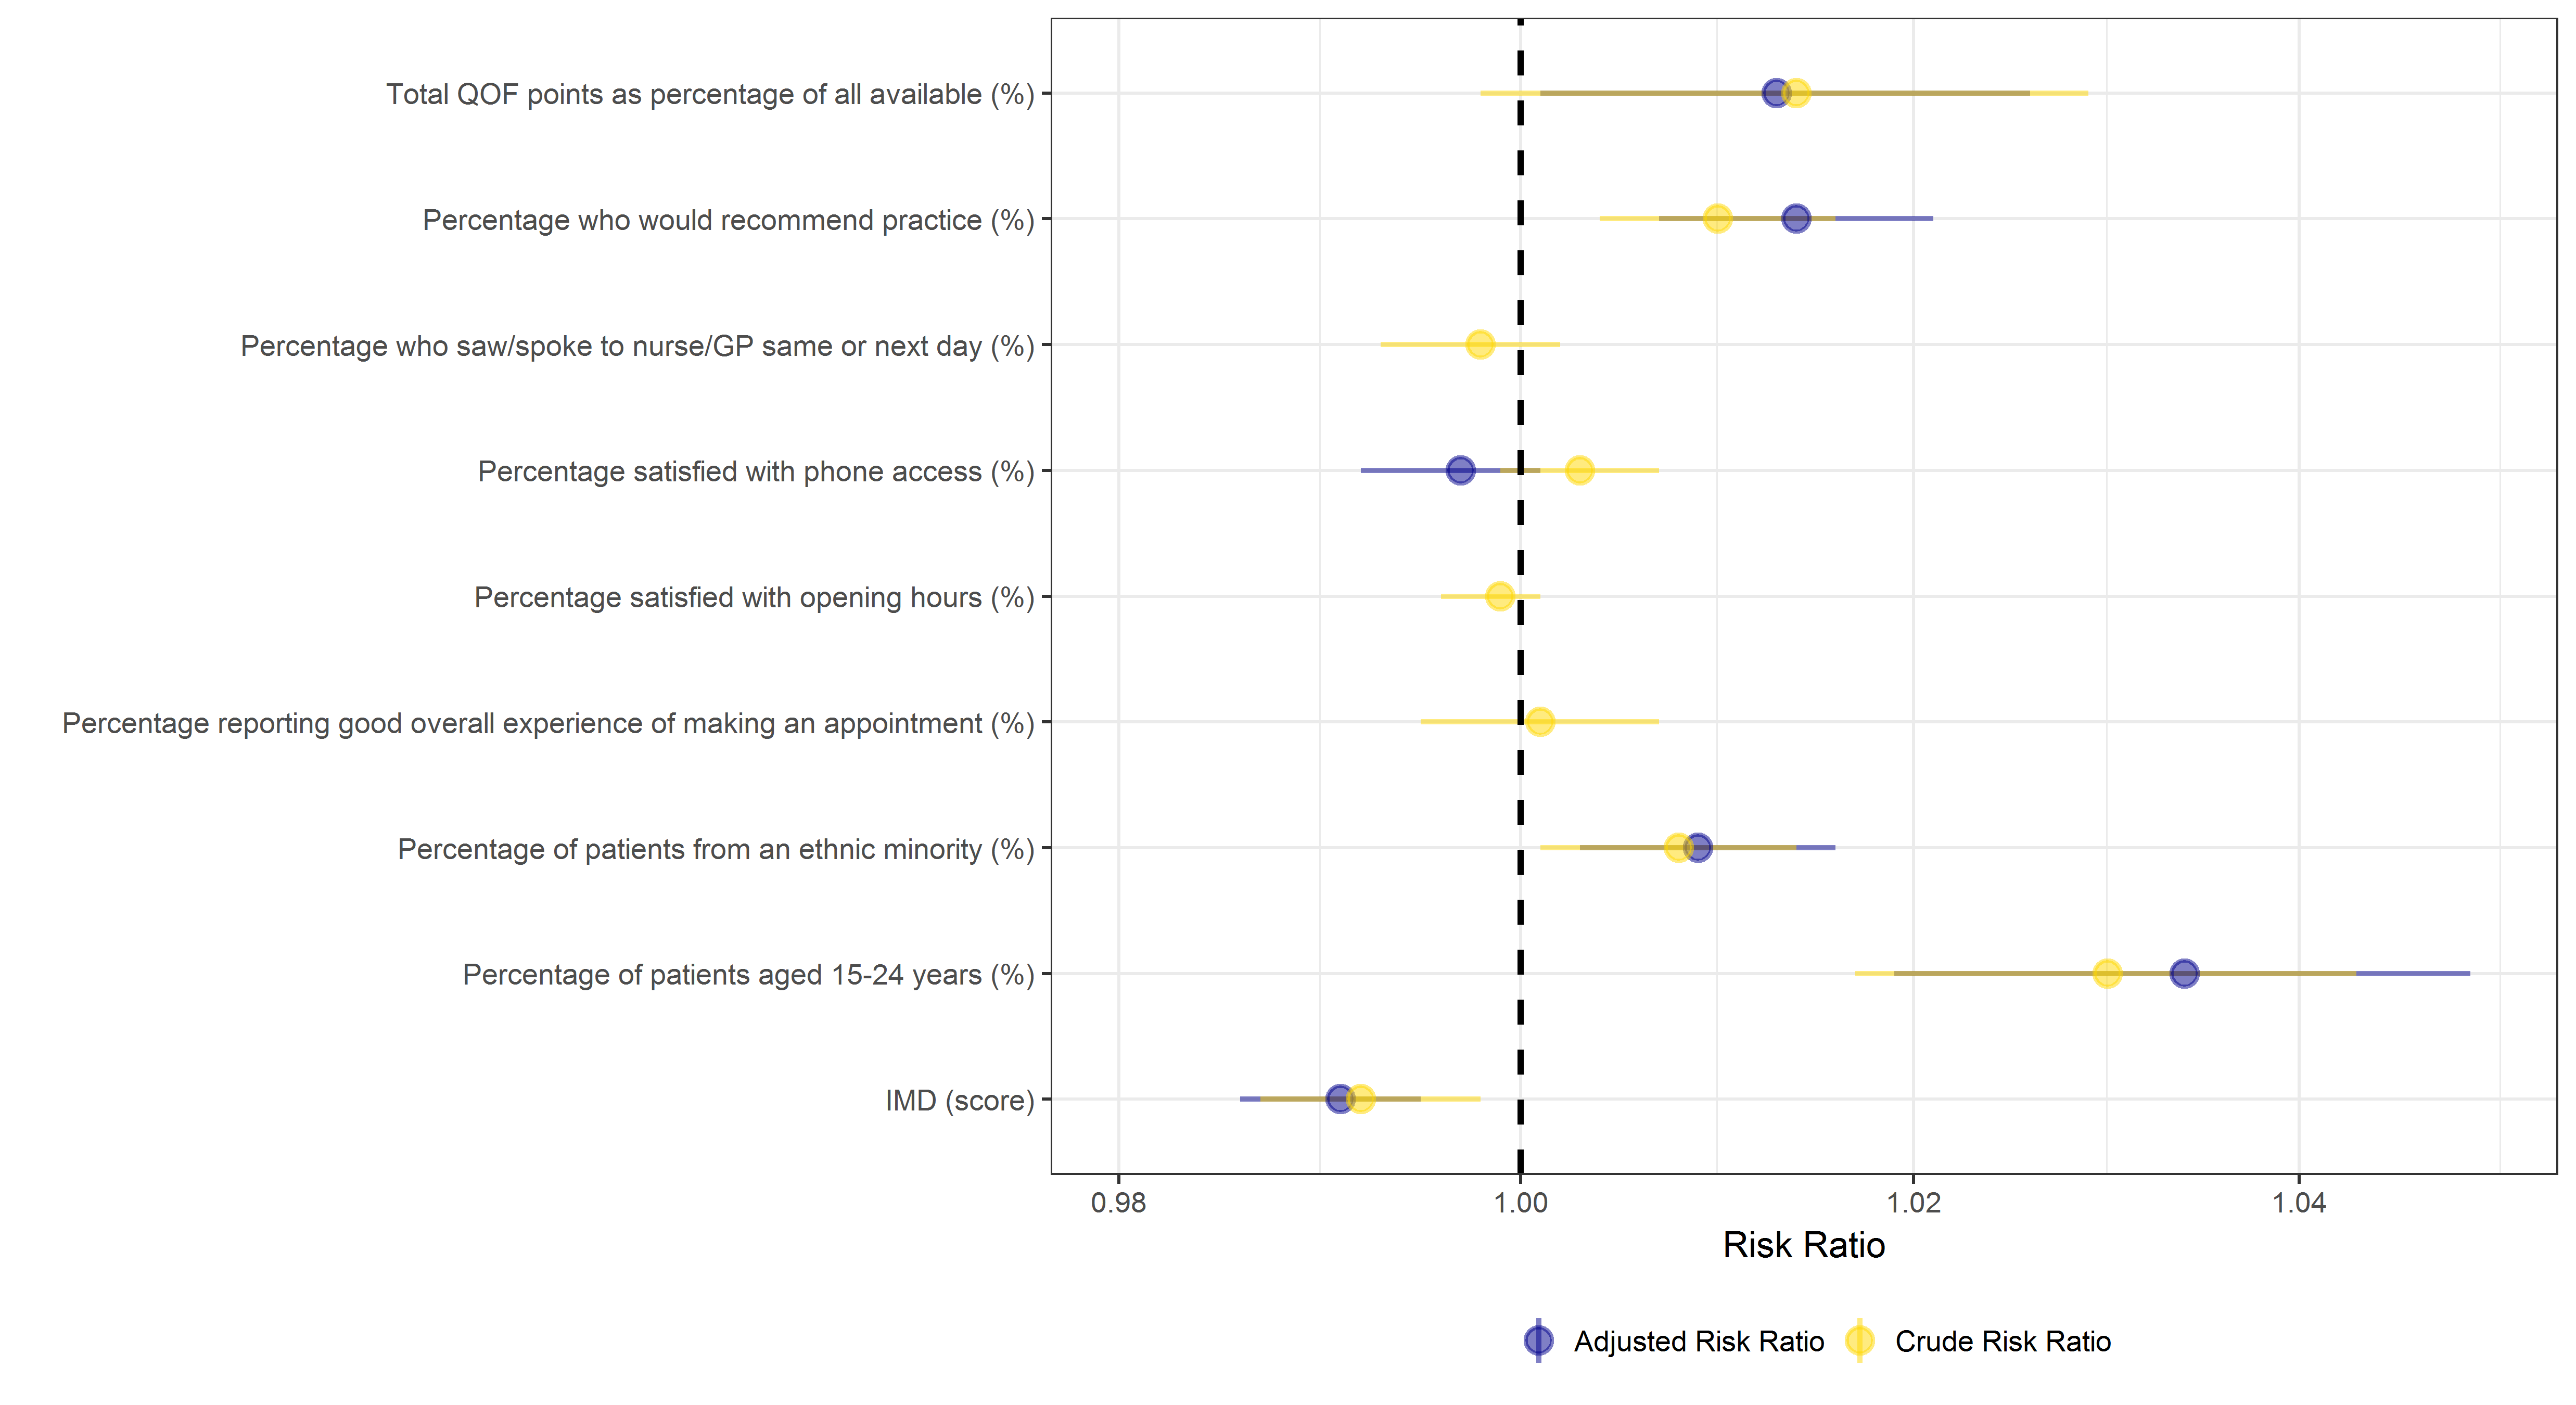 Total QOF points as percentage of all available (%)
Percentage who would recommend practice (%)
Percentage who saw/spoke to nurse/GP same or next day (%)
Percentage satisfied with phone access (%)
Percentage satisfied with opening hours (%)
Percentage reporting good overall experience of making an appointment (%)
Percentage of patients from an ethnic minority (%)
Percentage of patients aged 15-24 years (%)
IMD (score)
0.98 1.00 1.02 1.04
Risk Ratio
Adjusted Risk Ratio Crude Risk Ratio